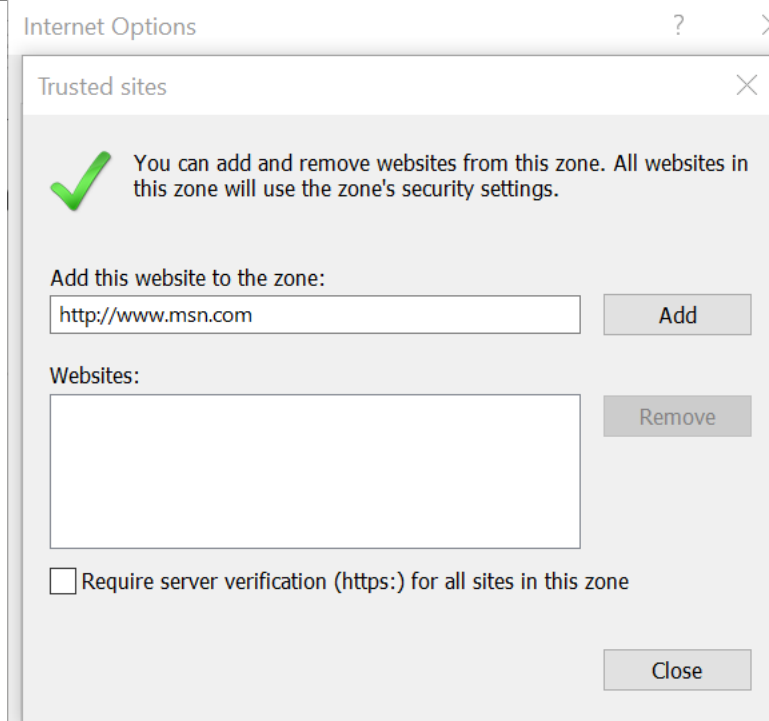 Internet Options
?
Trusted sites
You can add and remove websites from this zone. All websites in
this zone will use the zone's security settings.
Add this website to the zone:
http://www.msn.com
Add
Websites:
Remove
Require server verification (https:) for all sites in this zone
Close